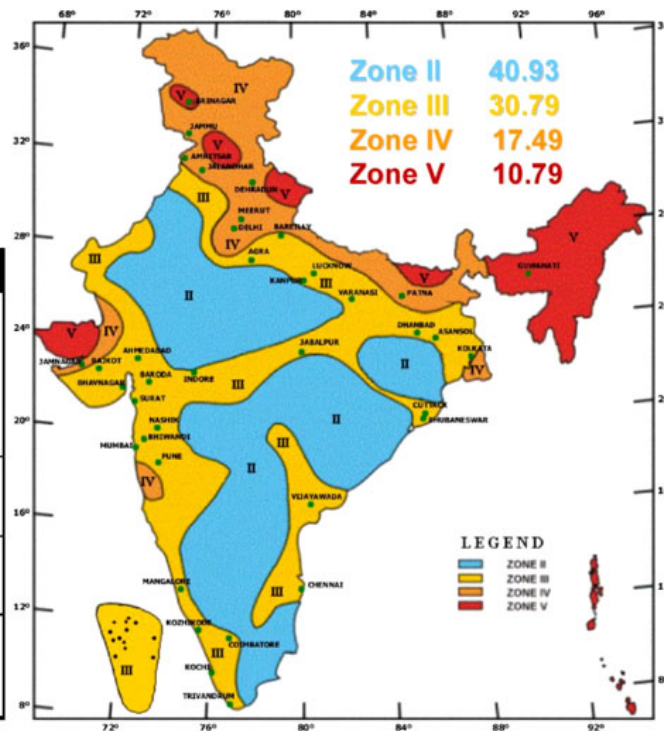 68° 72° 76° 80° 84° 88° 92° 96°
36°
Zone II 40.93
Zone III 30.79
Zone IV 17.49
Zone V 10.79
IV
V
SRINAGAR
32°
JAMMU
V
AMRITSAR
JALANDHAR
DEHRADUN
V
III
MEERUT
DELHI
BAREILLY
IV
28°
AGRA
III
LUCKNOW
KANPUR
III
VARANASI
PATNA
V
GUWAHATI
V
II
24°
V
IV
DHANBAD
ASANSOL
JAMNAGAR
RAJKOT
AHMEDABAD
JABALPUR
KOLKATA
II
IV
BHAVNAGAR
BARODA
INDORE
III
SURAT
20°
CUTTACK
BHUBANESWAR
NASHIK
BHIWANDI
MUMBAI
PUNE
II
III
II
IV
16°
VIJAYAWADA
LEGEND
ZONE II
ZONE III
ZONE IV
ZONE V
MANGALORE
III
CHENNAI
12°
KOZHIKODE
COIMBATORE
III
III
KOCHI
TRIVANDRUM
8°
72° 76° 80° 84° 88° 92°